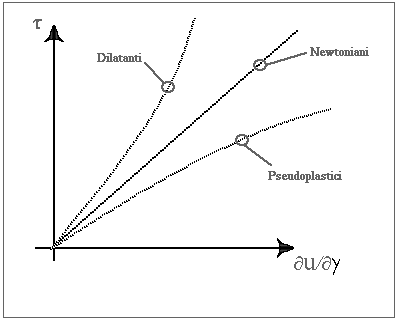 τ
Dilatanti
Newtoniani
Pseudoplastici
∂u/∂y